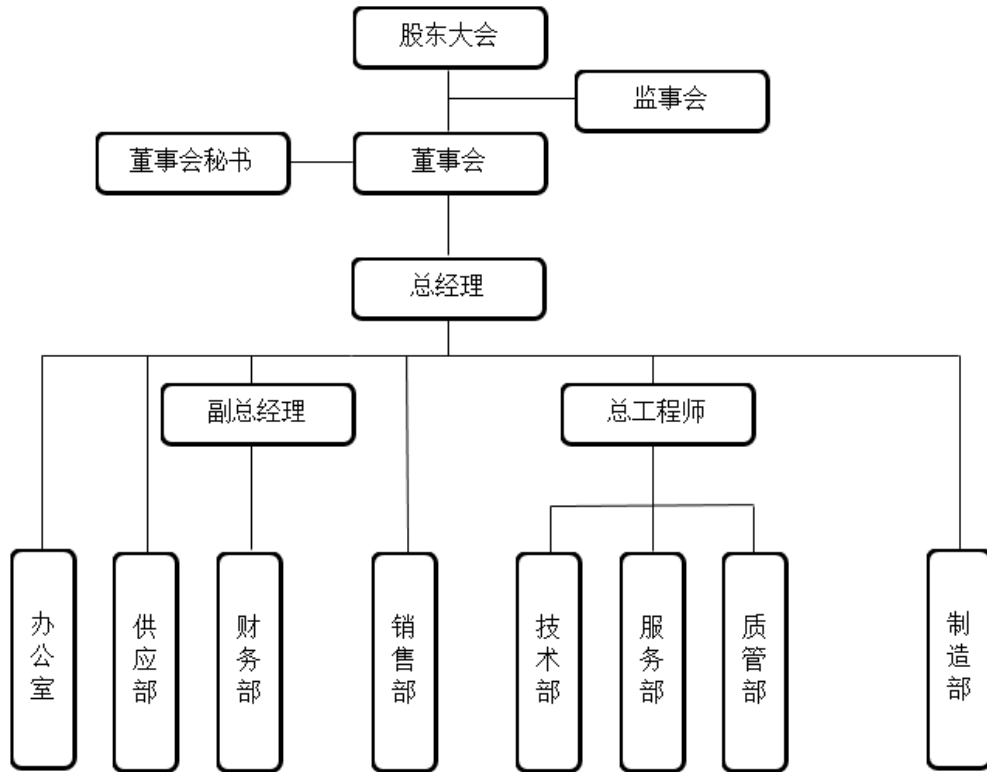 股东大会
监事会
董事会秘书
董事会
总经理
副总经理
总工程师
办公室
供应部
财务部
销售部
技术部
服务部
质管部
制造部